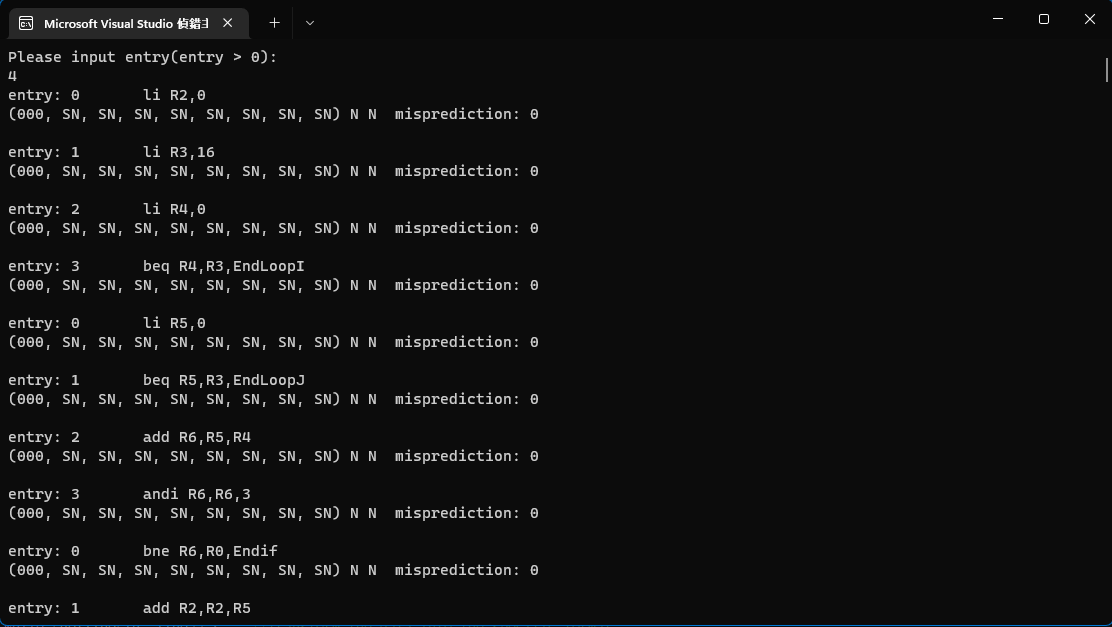 Microsoft Visual Studio 偵錯主
Please input entry(entry > 0):
4
entry: 0       li R2,0
(000, SN, SN, SN, SN, SN, SN, SN, SN) N N  misprediction: 0
entry: 1       li R3,16
(000, SN, SN, SN, SN, SN, SN, SN, SN) N N  misprediction: 0
entry: 2       li R4,0
(000, SN, SN, SN, SN, SN, SN, SN, SN) N N  misprediction: 0
entry: 3       beq R4,R3,EndLoopI
(000, SN, SN, SN, SN, SN, SN, SN, SN) N N  misprediction: 0
entry: 0       li R5,0
(000, SN, SN, SN, SN, SN, SN, SN, SN) N N  misprediction: 0
entry: 1       beq R5,R3,EndLoopJ
(000, SN, SN, SN, SN, SN, SN, SN, SN) N N  misprediction: 0
entry: 2       add R6,R5,R4
(000, SN, SN, SN, SN, SN, SN, SN, SN) N N  misprediction: 0
entry: 3       andi R6,R6,3
(000, SN, SN, SN, SN, SN, SN, SN, SN) N N  misprediction: 0
entry: 0       bne R6,R0,Endif
(000, SN, SN, SN, SN, SN, SN, SN, SN) N N  misprediction: 0
entry: 1       add R2,R2,R5